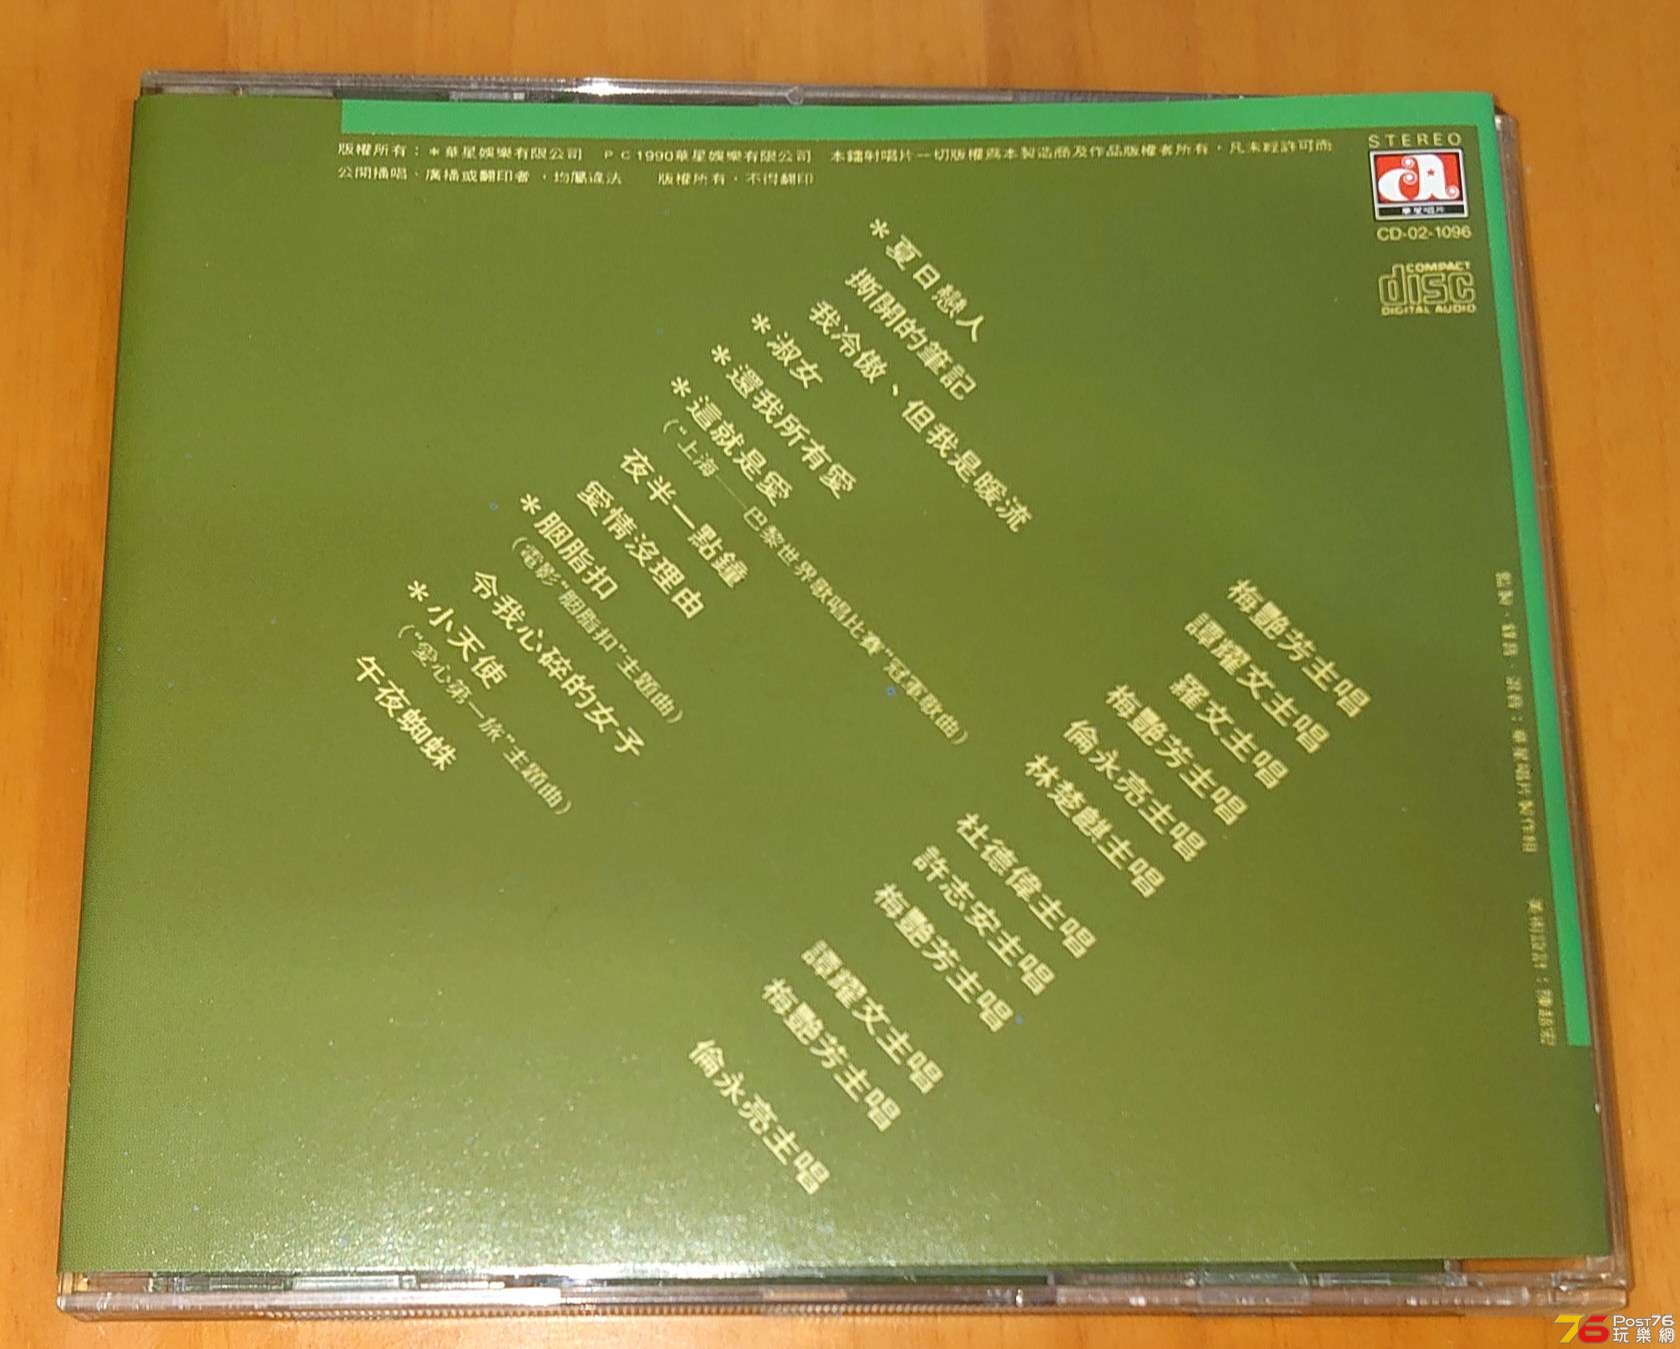 版權所有：＊華星娛樂有限公司　P C 1990華星娛樂有限公司　本鐳射唱片一切版權為本製造商及作品版權者所有，凡未經許可而
公開播唱、廣播或翻印者，均屬違法　版權所有，不得翻印
STEREO
華星唱片
CD-02-1096
COMPACT
disc
DIGITAL AUDIO
＊夏日戀人　梅艷芳主唱
撕開的筆記　譚耀文主唱
我冷傲、但我是暖流　羅文主唱
＊淑女　梅艷芳主唱
＊還我所有愛　倫永亮主唱
＊這就是愛　林楚麒主唱
（“上海——巴黎世界歌唱比賽”冠軍歌曲）
夜半一點鐘　杜德偉主唱
愛情沒理由　許志安主唱
＊胭脂扣　梅艷芳主唱
（電影“胭脂扣”主題曲）
令我心碎的女子　譚耀文主唱
＊小天使　梅艷芳主唱
（“愛心第一旅”主題曲）
午夜蜘蛛　倫永亮主唱
76 Post76
玩樂網